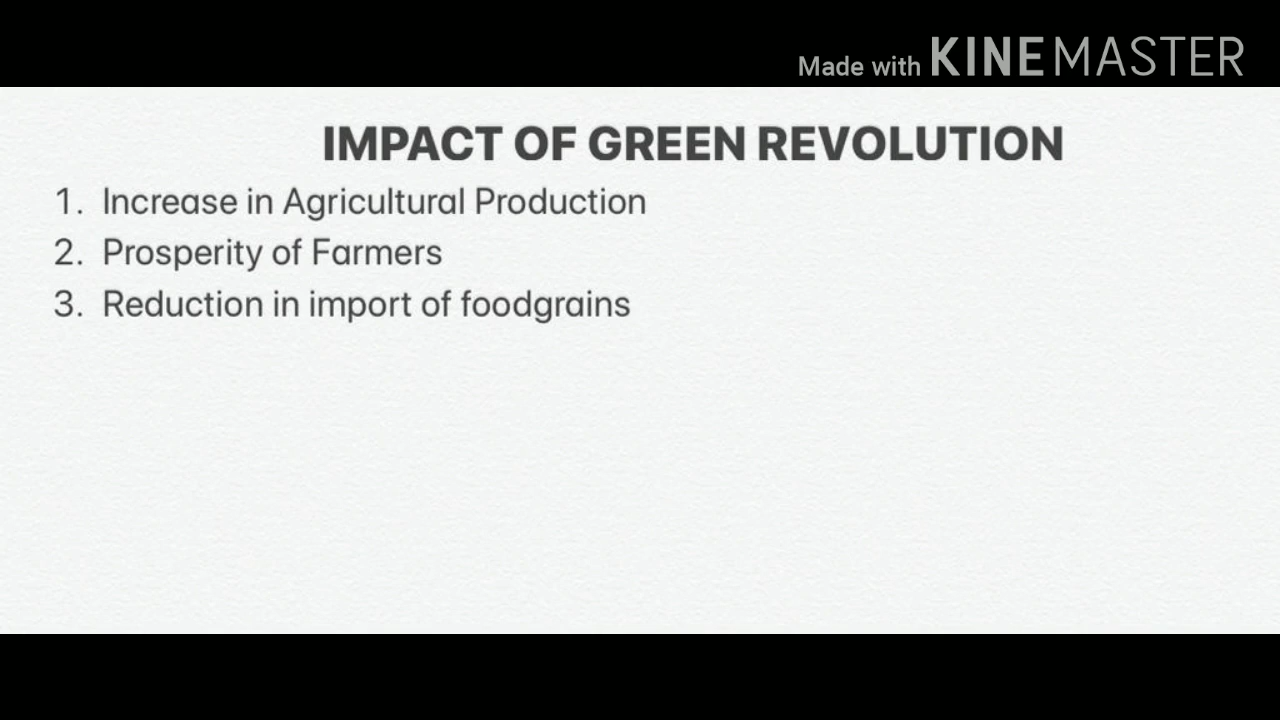 Made with KINEMASTER
IMPACT OF GREEN REVOLUTION
1. Increase in Agricultural Production
2. Prosperity of Farmers
3. Reduction in import of foodgrains